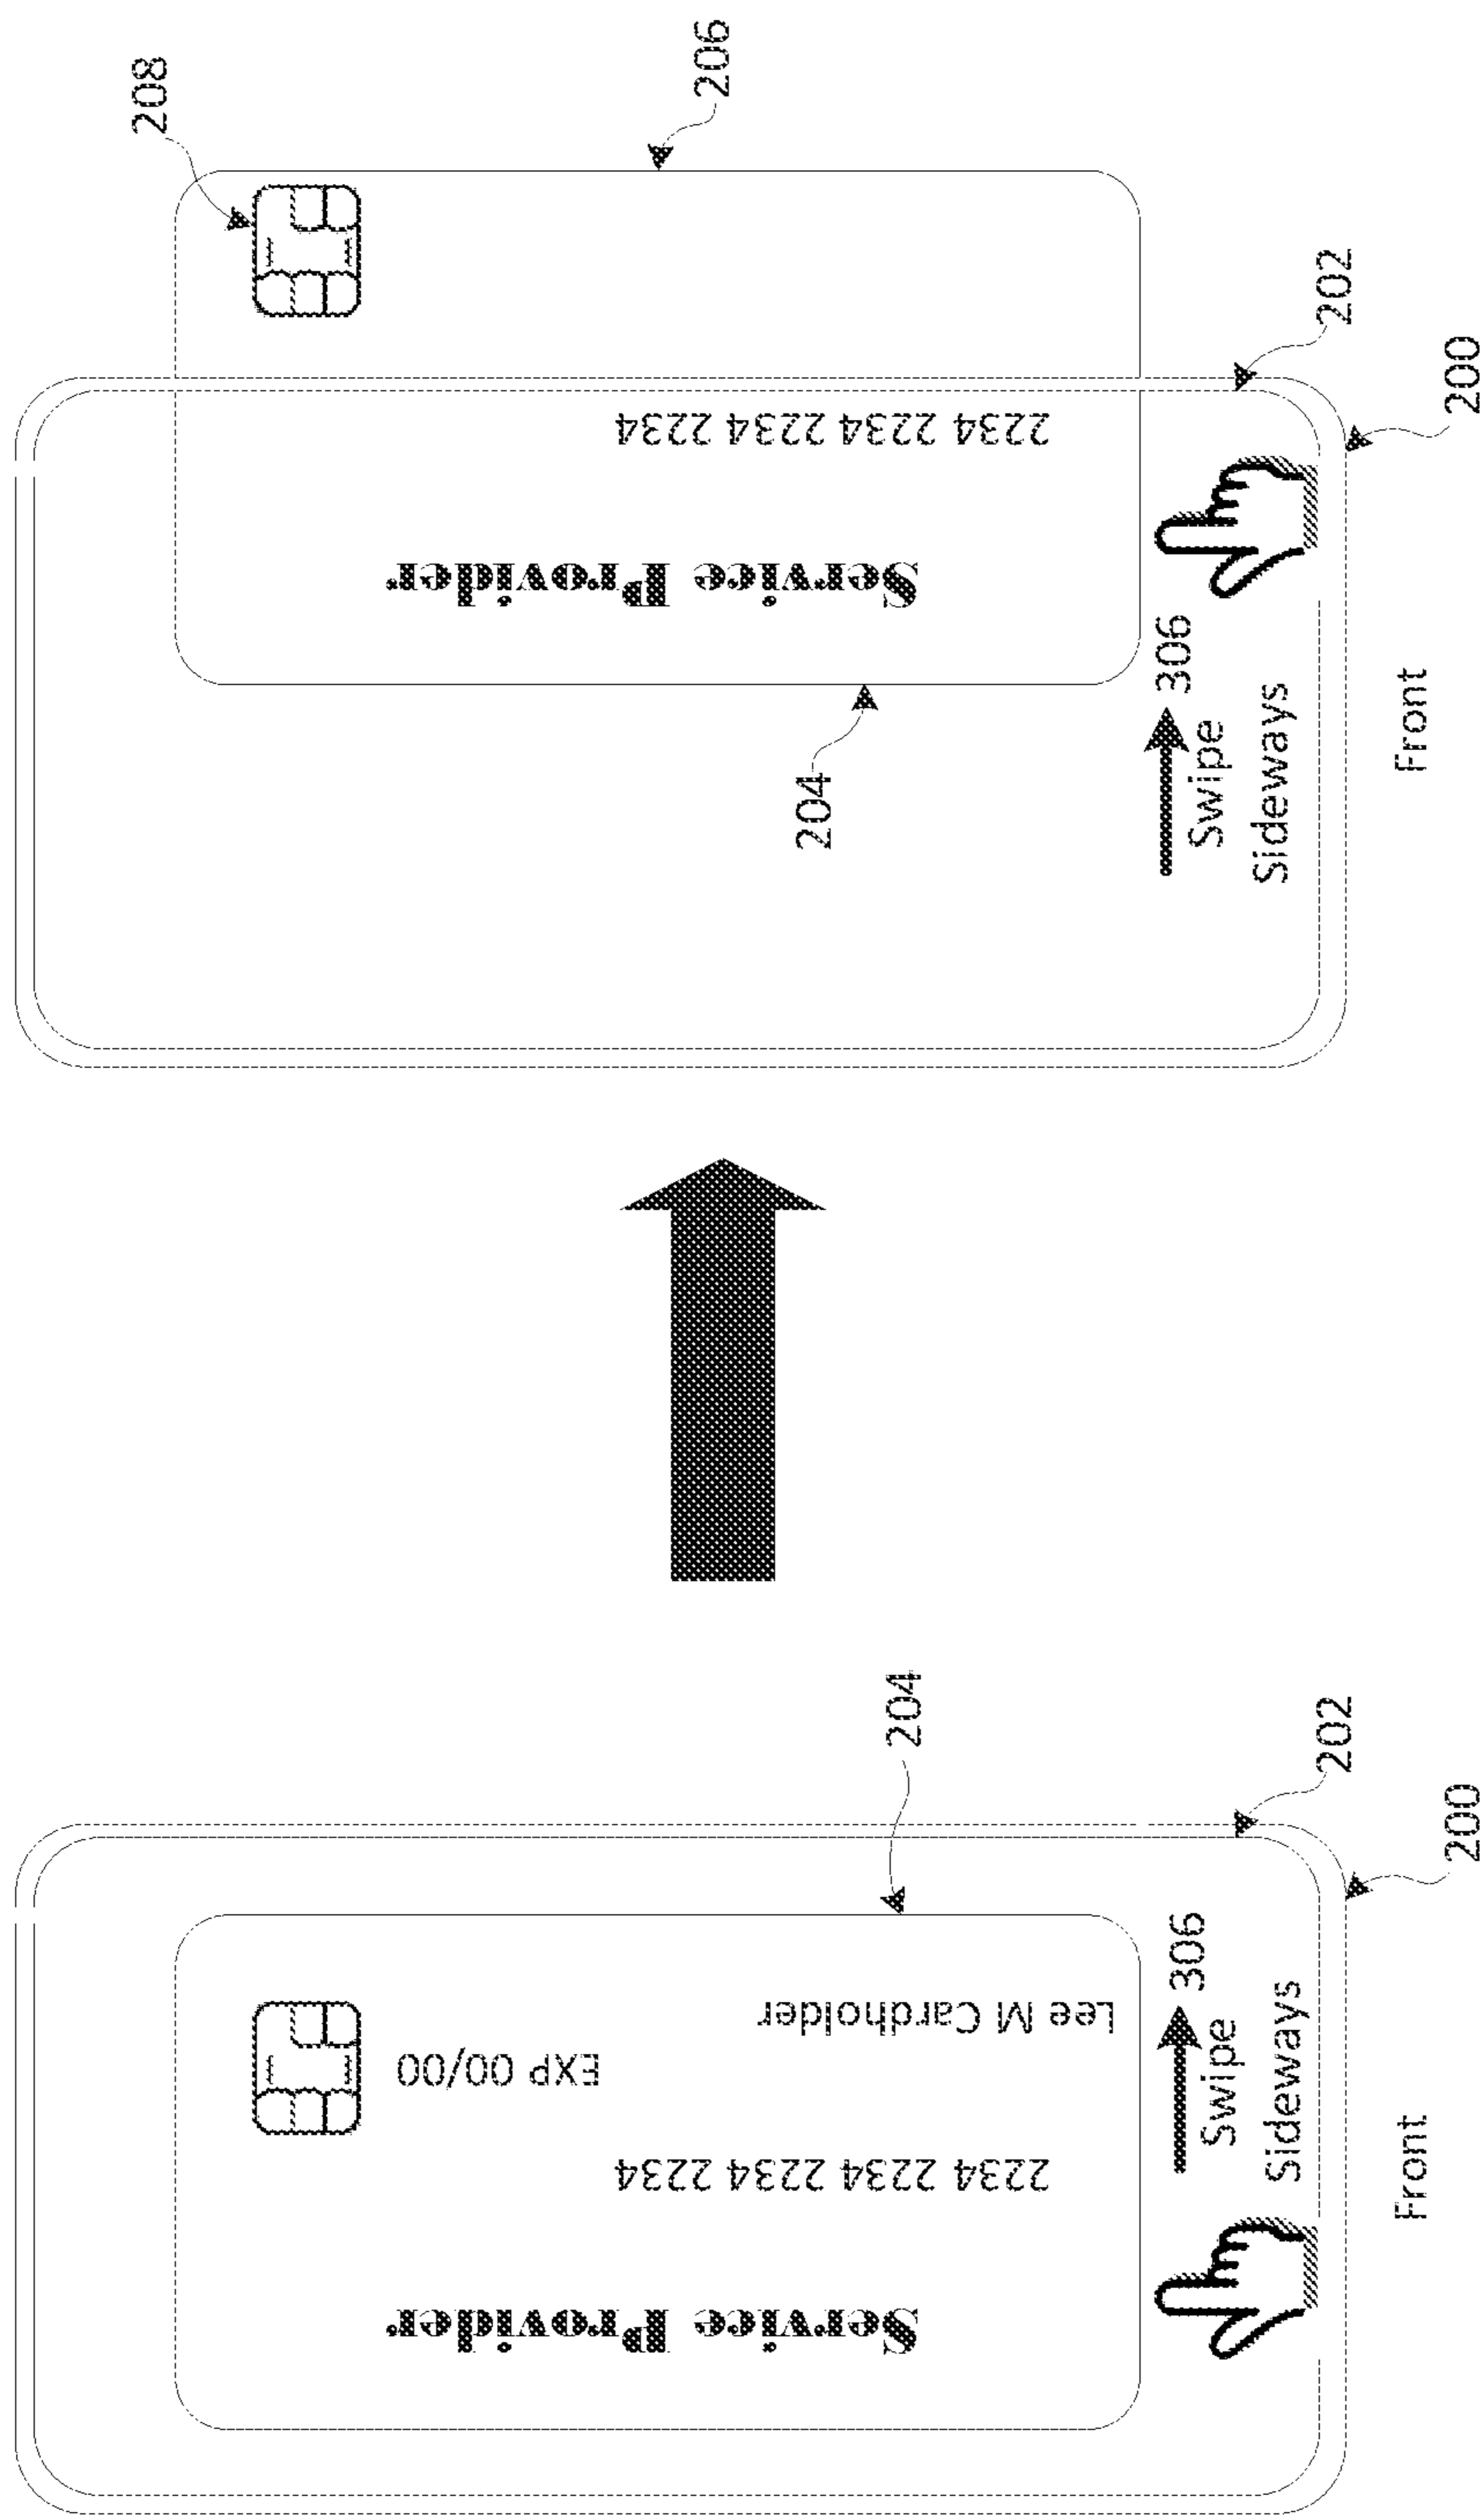 Service Provider
2234 2234 2234 2234
EXP 00/00
Lee M Cardholder
204
306
Swipe
Sideways
202
200
Front
208
206
Service Provider
2234 2234 2234 2234
204
306
Swipe
Sideways
202
200
Front